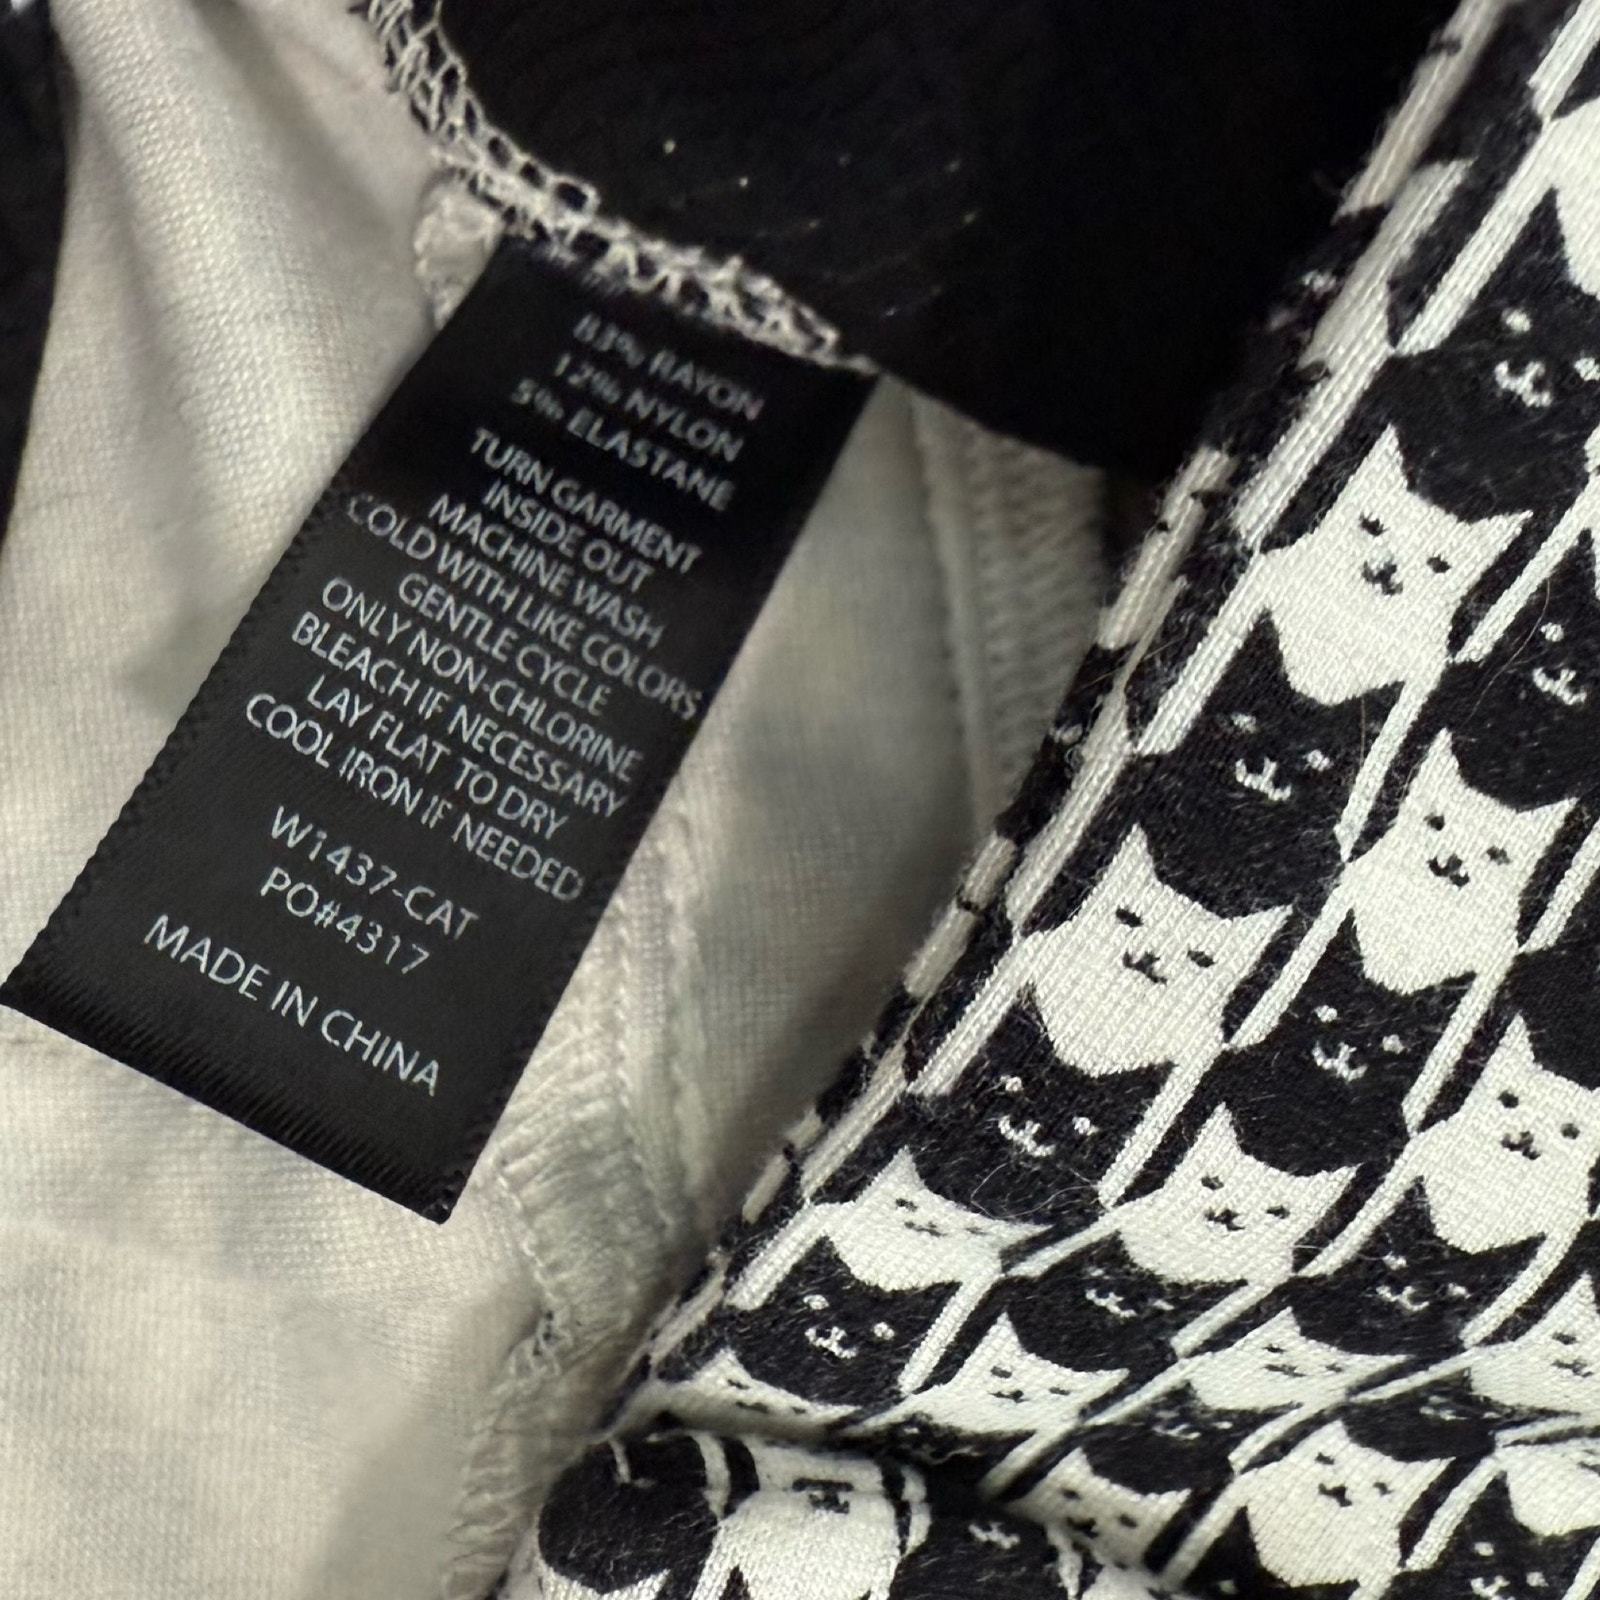 83% RAYON
12% NYLON
5% ELASTANE
TURN GARMENT
INSIDE OUT
MACHINE WASH
COLD WITH LIKE COLORS
GENTLE CYCLE
ONLY NON-CHLORINE
BLEACH IF NECESSARY
LAY FLAT TO DRY
COOL IRON IF NEEDED
W1437-CAT
PO#4317
MADE IN CHINA